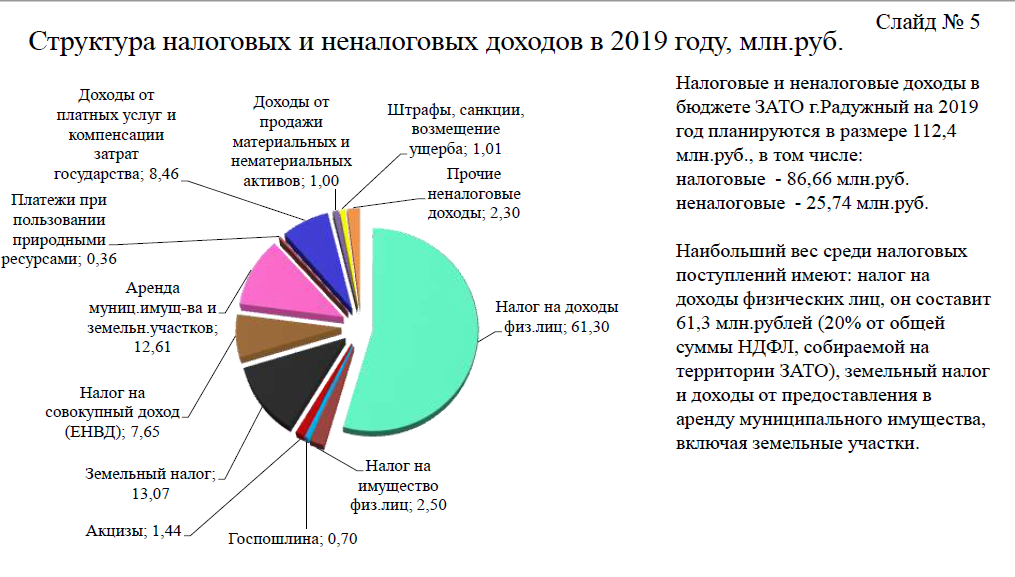 Слайд № 5
Структура налоговых и неналоговых доходов в 2019 году, млн.руб.
Доходы от
платных услуг и
компенсации
затрат
государства; 8,46
Доходы от
продажи
материальных и
нематериальных
активов; 1,00
Штрафы, санкции,
возмещение
ущерба; 1,01
Прочие
неналоговые
доходы; 2,30
Платежи при
пользовании
природными
ресурсами; 0,36
Аренда
муниц.имущ-ва и
земельн.участков;
12,61
Налог на доходы
физ.лиц; 61,30
Налог на
совокупный доход
(ЕНВД); 7,65
Земельный налог;
13,07
Налог на
имущество
физ.лиц; 2,50
Акцизы; 1,44
Госпошлина; 0,70
Налоговые и неналоговые доходы в
бюджете ЗАТО г.Радужный на 2019
год планируются в размере 112,4
млн.руб., в том числе:
налоговые - 86,66 млн.руб.
неналоговые - 25,74 млн.руб.
Наибольший вес среди налоговых
поступлений имеют: налог на
доходы физических лиц, он составит
61,3 млн.рублей (20% от общей
суммы НДФЛ, собираемой на
территории ЗАТО), земельный налог
и доходы от предоставления в
аренду муниципального имущества,
включая земельные участки.